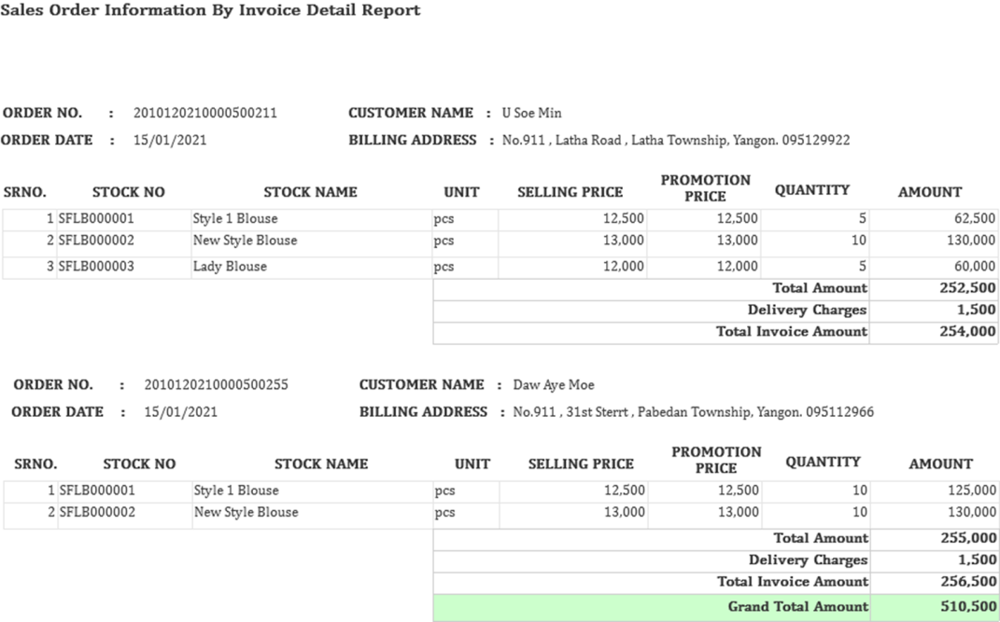 Sales Order Information By Invoice Detail Report
ORDER NO. : 2010120210000500211 CUSTOMER NAME : U Soe Min
ORDER DATE : 15/01/2021 BILLING ADDRESS : No.911 , Latha Road , Latha Township, Yangon. 095129922
SRNO. STOCK NO STOCK NAME UNIT SELLING PRICE PROMOTION PRICE QUANTITY AMOUNT
1 SFLB000001 Style 1 Blouse pcs 12,500 12,500 5 62,500
2 SFLB000002 New Style Blouse pcs 13,000 13,000 10 130,000
3 SFLB000003 Lady Blouse pcs 12,000 12,000 5 60,000
Total Amount 252,500
Delivery Charges 1,500
Total Invoice Amount 254,000
ORDER NO. : 2010120210000500255 CUSTOMER NAME : Daw Aye Moe
ORDER DATE : 15/01/2021 BILLING ADDRESS : No.911 , 31st Sterrt , Pabedan Township, Yangon. 095112966
SRNO. STOCK NO STOCK NAME UNIT SELLING PRICE PROMOTION PRICE QUANTITY AMOUNT
1 SFLB000001 Style 1 Blouse pcs 12,500 12,500 10 125,000
2 SFLB000002 New Style Blouse pcs 13,000 13,000 10 130,000
Total Amount 255,000
Delivery Charges 1,500
Total Invoice Amount 256,500
Grand Total Amount 510,500